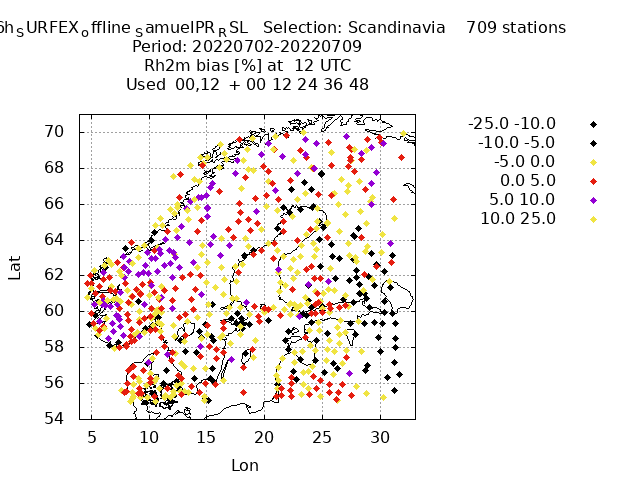 6h SURFEX offline SamuelPR RSL Selection: Scandinavia 709 stations
Period: 20220702-20220709
Rh2m bias [%] at 12 UTC
Used 00,12 + 00 12 24 36 48
-25.0 -10.0
-10.0 -5.0
-5.0 0.0
0.0 5.0
5.0 10.0
10.0 25.0
70
68
66
64
62
60
58
56
54
Lat
5 10 15 20 25 30
Lon